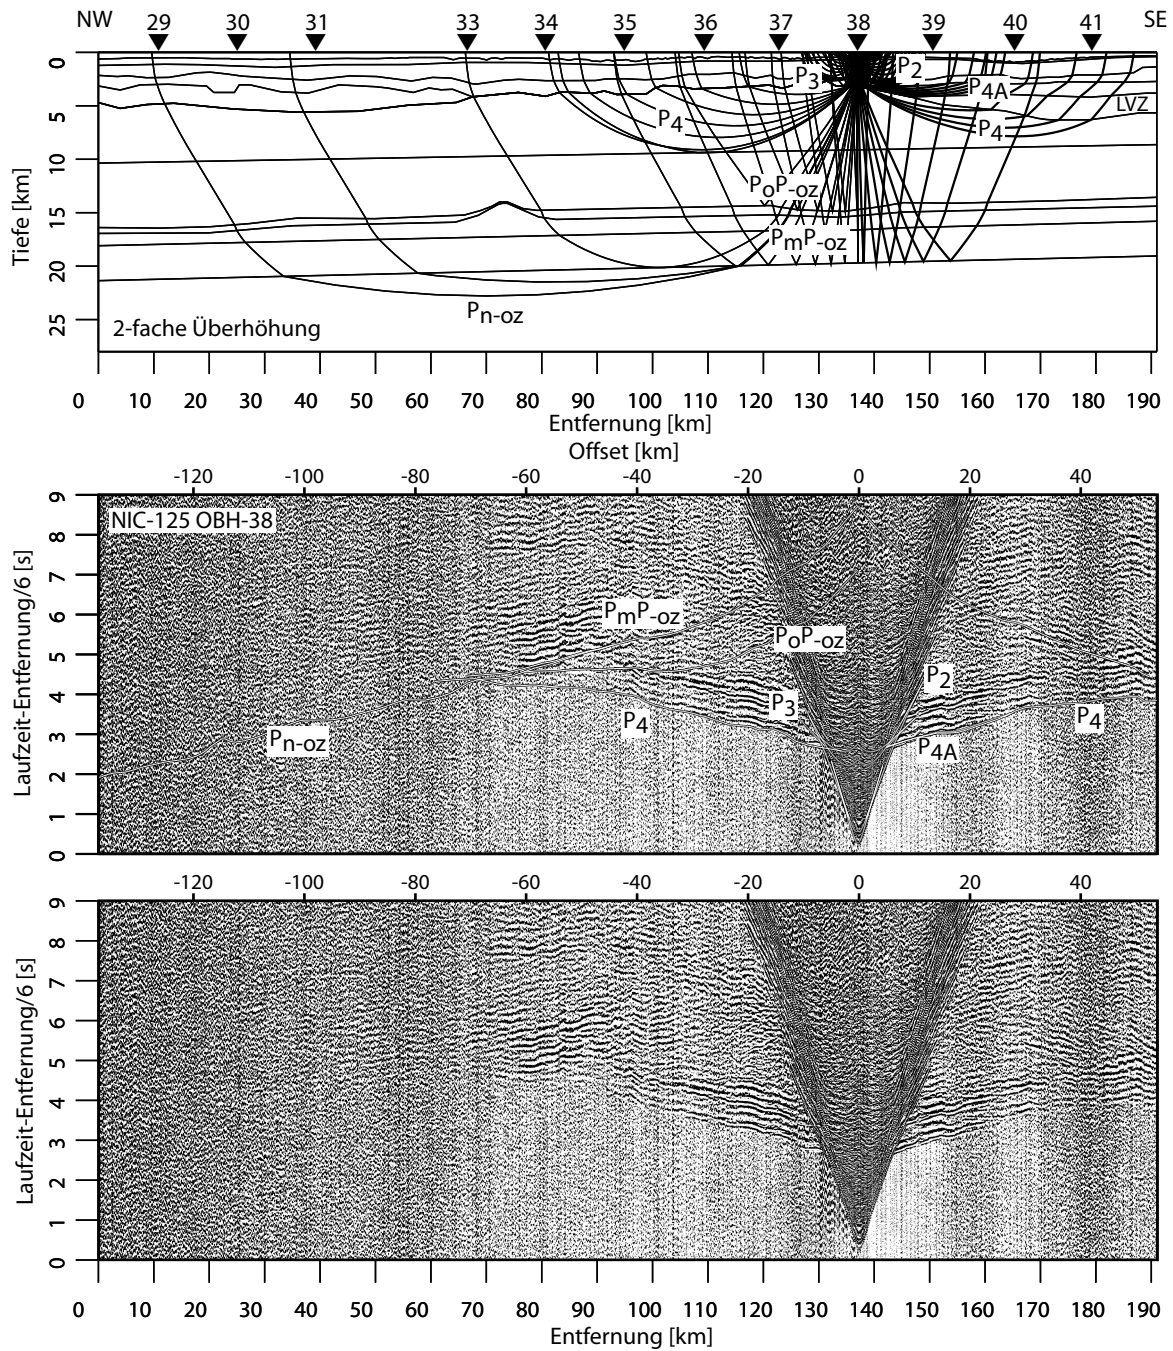 NW 29 30 31 33 34 35 36 37 38 39 40 41 SE
0
5
10
15
20
25
Tiefe [km]
P3
P2
P4A
LVZ
P4
P4
PoP-oz
PmP-oz
Pn-oz
2-fache Überhöhung
0 10 20 30 40 50 60 70 80 90 100 110 120 130 140 150 160 170 180 190
Entfernung [km]
Offset [km]
-120 -100 -80 -60 -40 -20 0 20 40
9
8
7
6
5
4
3
2
1
0
Laufzeit-Entfernung/6 [s]
NIC-125 OBH-38
PmP-oz
PoP-oz
P2
P3
P4
P4
Pn-oz
P4A
-120 -100 -80 -60 -40 -20 0 20 40
9
8
7
6
5
4
3
2
1
0
Laufzeit-Entfernung/6 [s]
0 10 20 30 40 50 60 70 80 90 100 110 120 130 140 150 160 170 180 190
Entfernung [km]